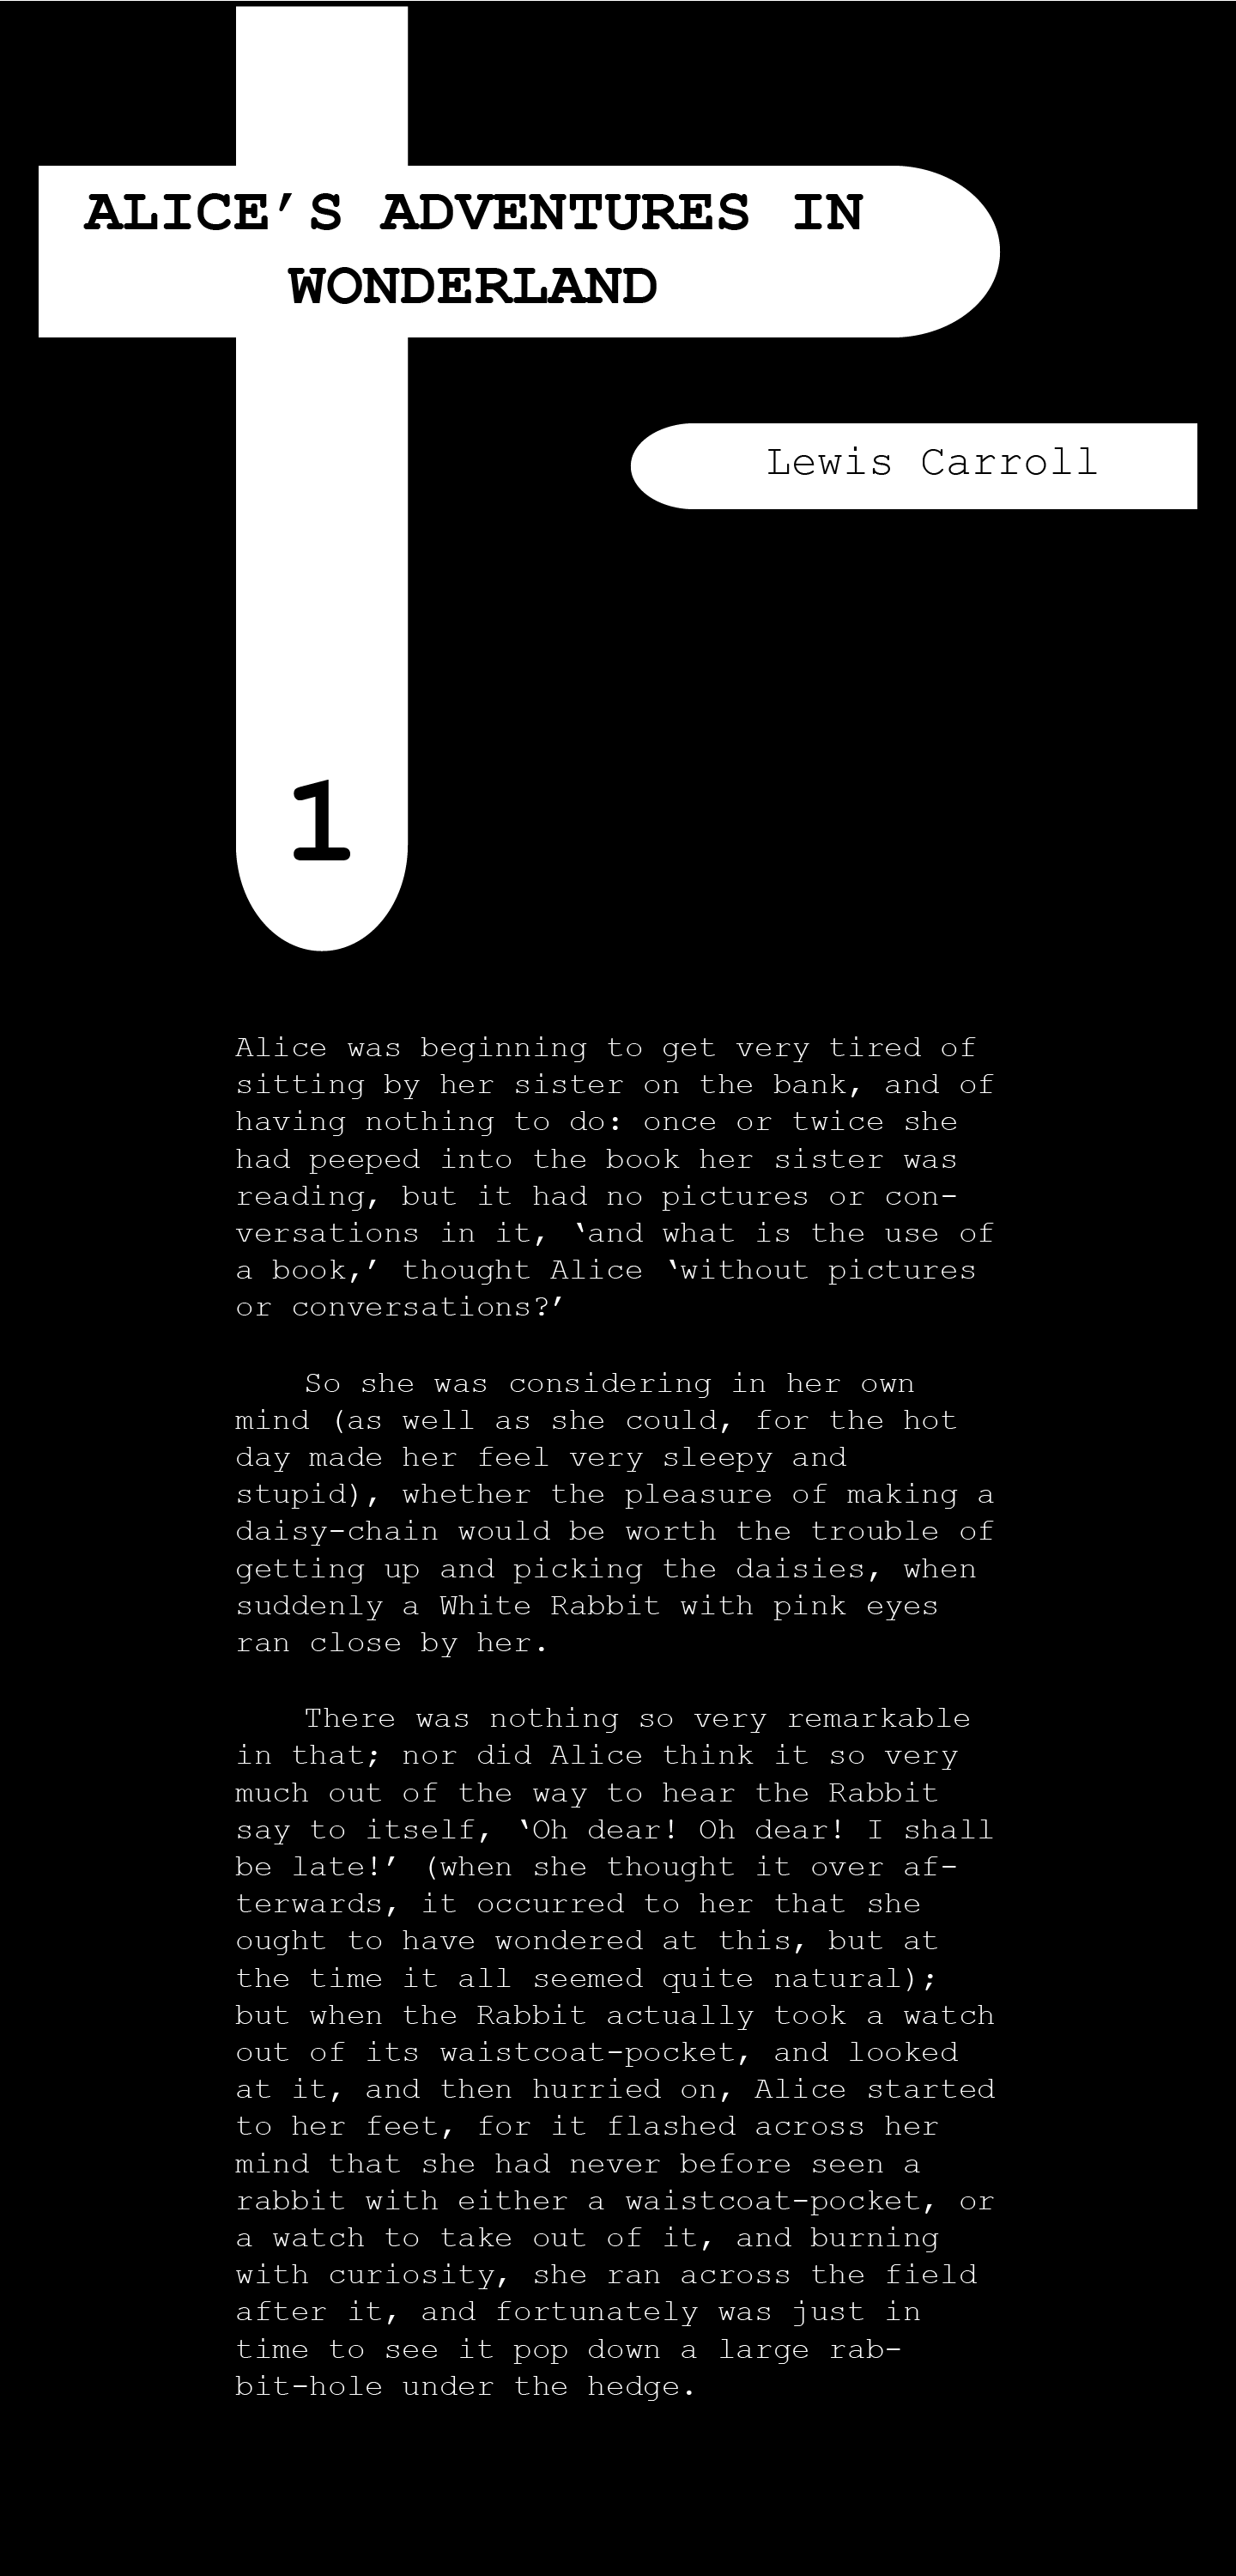 ALICE’S ADVENTURES IN
WONDERLAND
Lewis Carroll
1
Alice was beginning to get very tired of
sitting by her sister on the bank, and of
having nothing to do: once or twice she
had peeped into the book her sister was
reading, but it had no pictures or con-
versations in it, ‘and what is the use of
a book,’ thought Alice ‘without pictures
or conversations?’
So she was considering in her own
mind (as well as she could, for the hot
day made her feel very sleepy and
stupid), whether the pleasure of making a
daisy-chain would be worth the trouble of
getting up and picking the daisies, when
suddenly a White Rabbit with pink eyes
ran close by her.
There was nothing so very remarkable
in that; nor did Alice think it so very
much out of the way to hear the Rabbit
say to itself, ‘Oh dear! Oh dear! I shall
be late!’ (when she thought it over af-
terwards, it occurred to her that she
ought to have wondered at this, but at
the time it all seemed quite natural);
but when the Rabbit actually took a watch
out of its waistcoat-pocket, and looked
at it, and then hurried on, Alice started
to her feet, for it flashed across her
mind that she had never before seen a
rabbit with either a waistcoat-pocket, or
a watch to take out of it, and burning
with curiosity, she ran across the field
after it, and fortunately was just in
time to see it pop down a large rab-
bit-hole under the hedge.